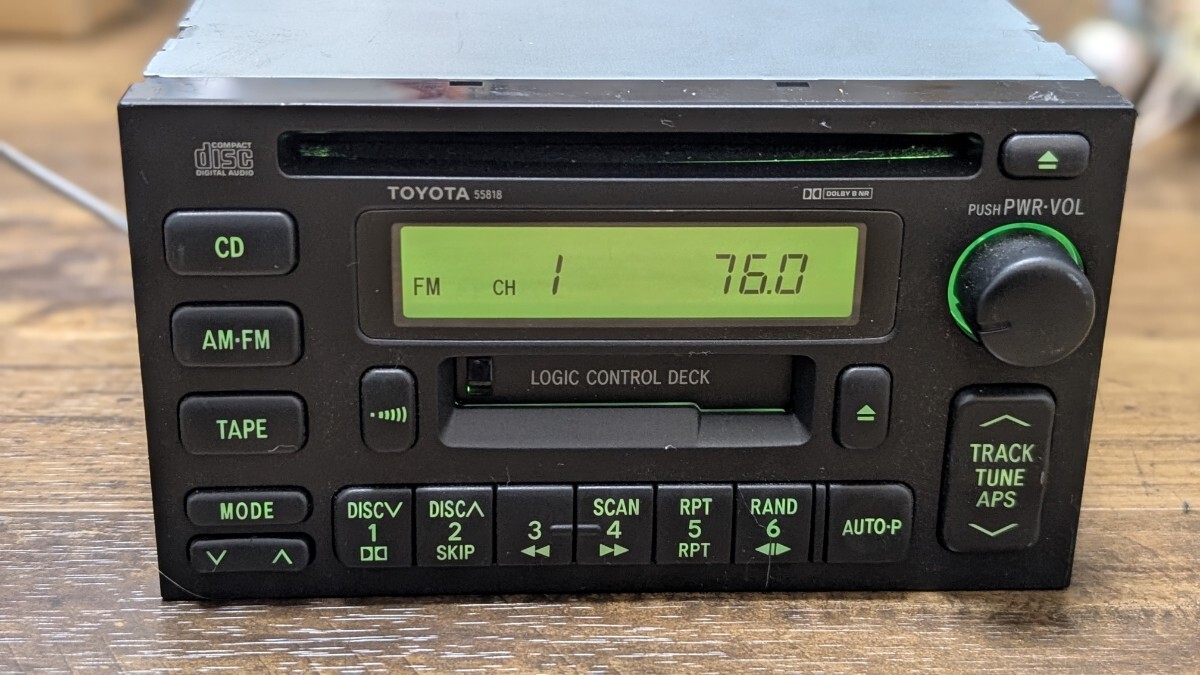 COMPACT
disc
DIGITAL AUDIO
TOYOTA 55818
DOLBY B NR
PUSH PWR·VOL
CD
FM CH 1 76.0
AM·FM
LOGIC CONTROL DECK
TAPE
TRACK
TUNE
APS
MODE
DISC∨
1
DISC∧
2
SKIP
3
◀◀
SCAN
4
▶▶
RPT
5
RPT
RAND
6
AUTO·P